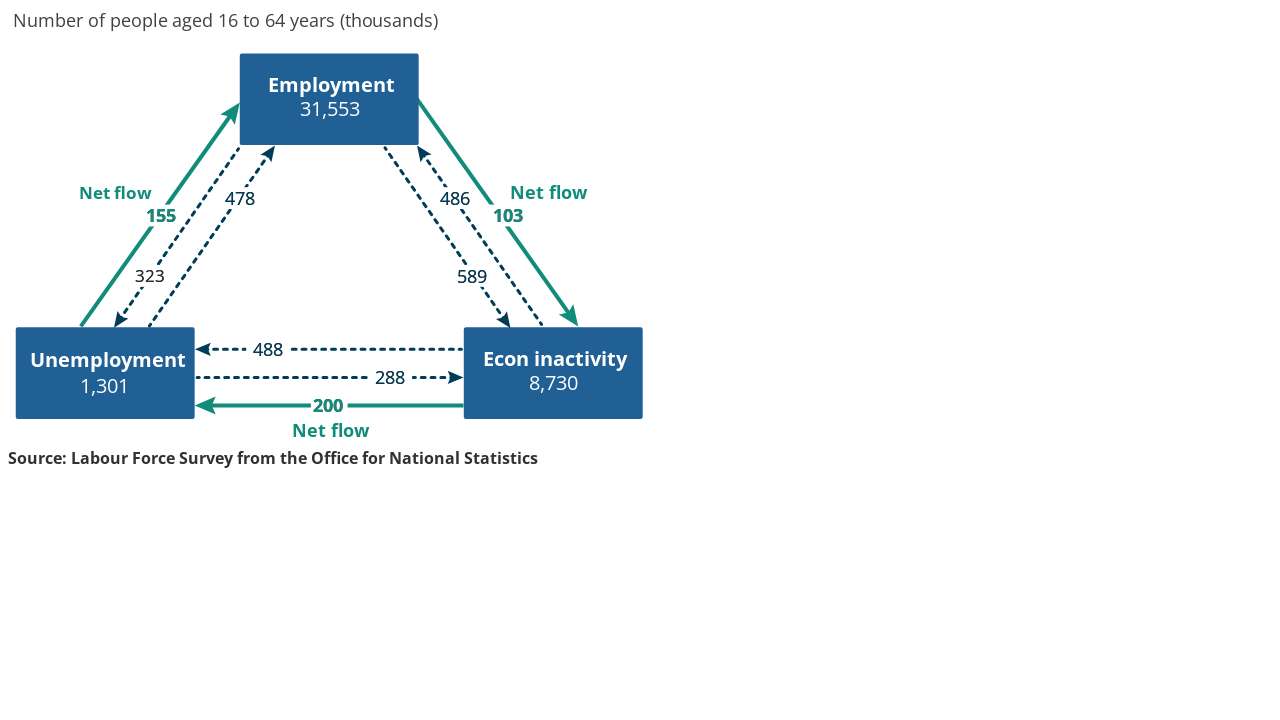 Number of people aged 16 to 64 years (thousands)
Employment
31,553
Net flow
155
478
486
Net flow
103
323
589
Unemployment
1,301
488
288
200
Net flow
Econ inactivity
8,730
Source: Labour Force Survey from the Office for National Statistics